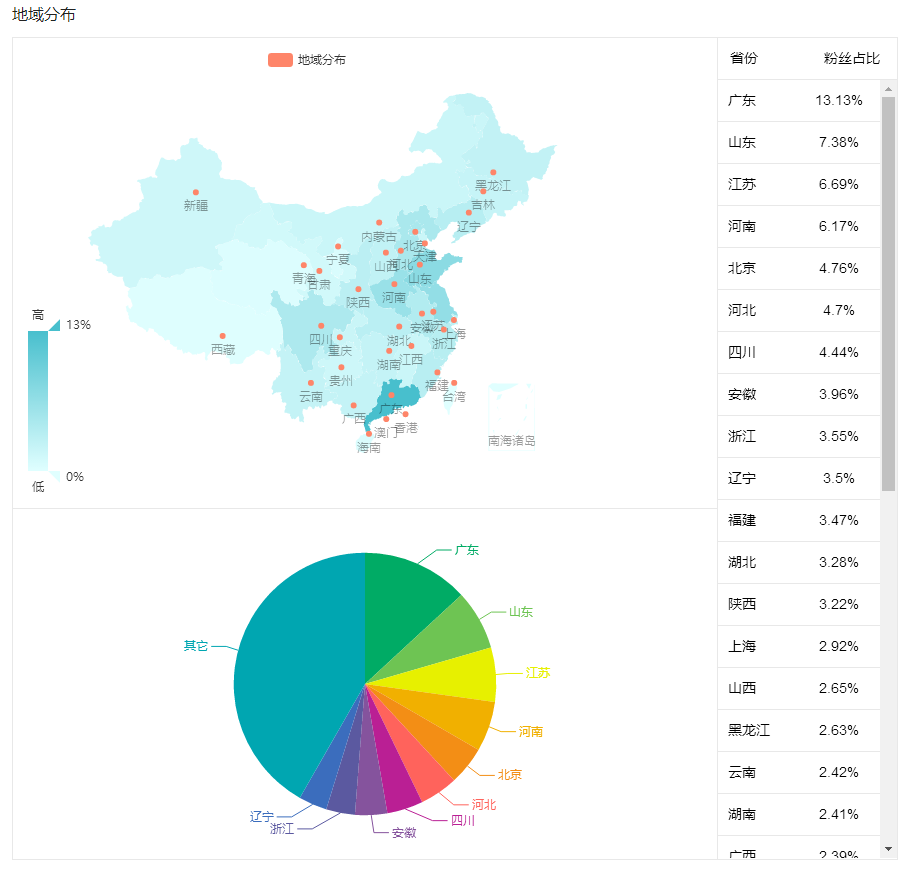 地域分布
地域分布
黑龙江
新疆
吉林
辽宁
内蒙古
北京
天津
宁夏
山西
河北
青海
甘肃
山东
陕西
河南
安徽
江苏
上海
四川
湖北
浙江
西藏
重庆
湖南
江西
贵州
福建
云南
台湾
广东
广西
香港
澳门
海南
南海诸岛
高
13%
0%
低
广东
山东
江苏
河南
北京
河北
四川
安徽
浙江
辽宁
其它
省份 粉丝占比
广东 13.13%
山东 7.38%
江苏 6.69%
河南 6.17%
北京 4.76%
河北 4.7%
四川 4.44%
安徽 3.96%
浙江 3.55%
辽宁 3.5%
福建 3.47%
湖北 3.28%
陕西 3.22%
上海 2.92%
山西 2.65%
黑龙江 2.63%
云南 2.42%
湖南 2.41%
广西 2.39%